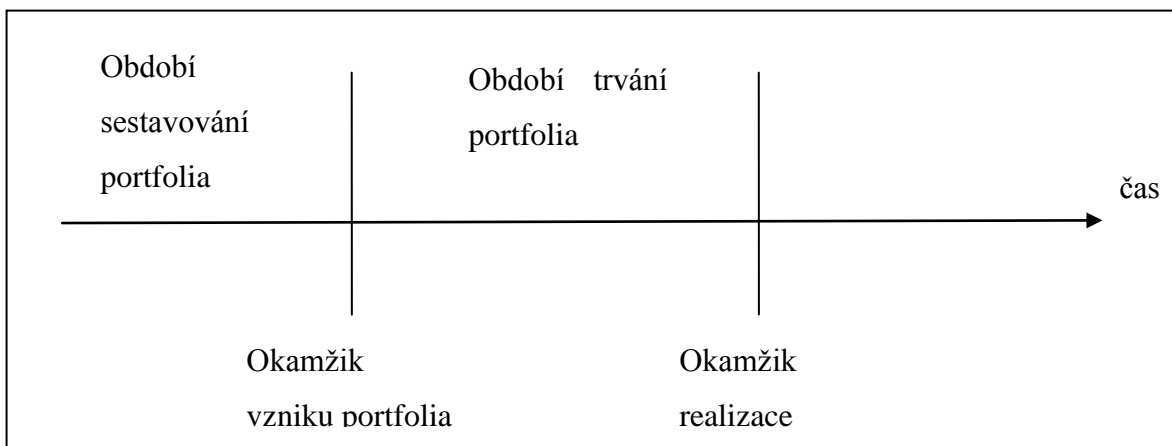 Období
sestavování
portfolia
Období trvání
portfolia
čas
Okamžik
vzniku portfolia
Okamžik
realizace